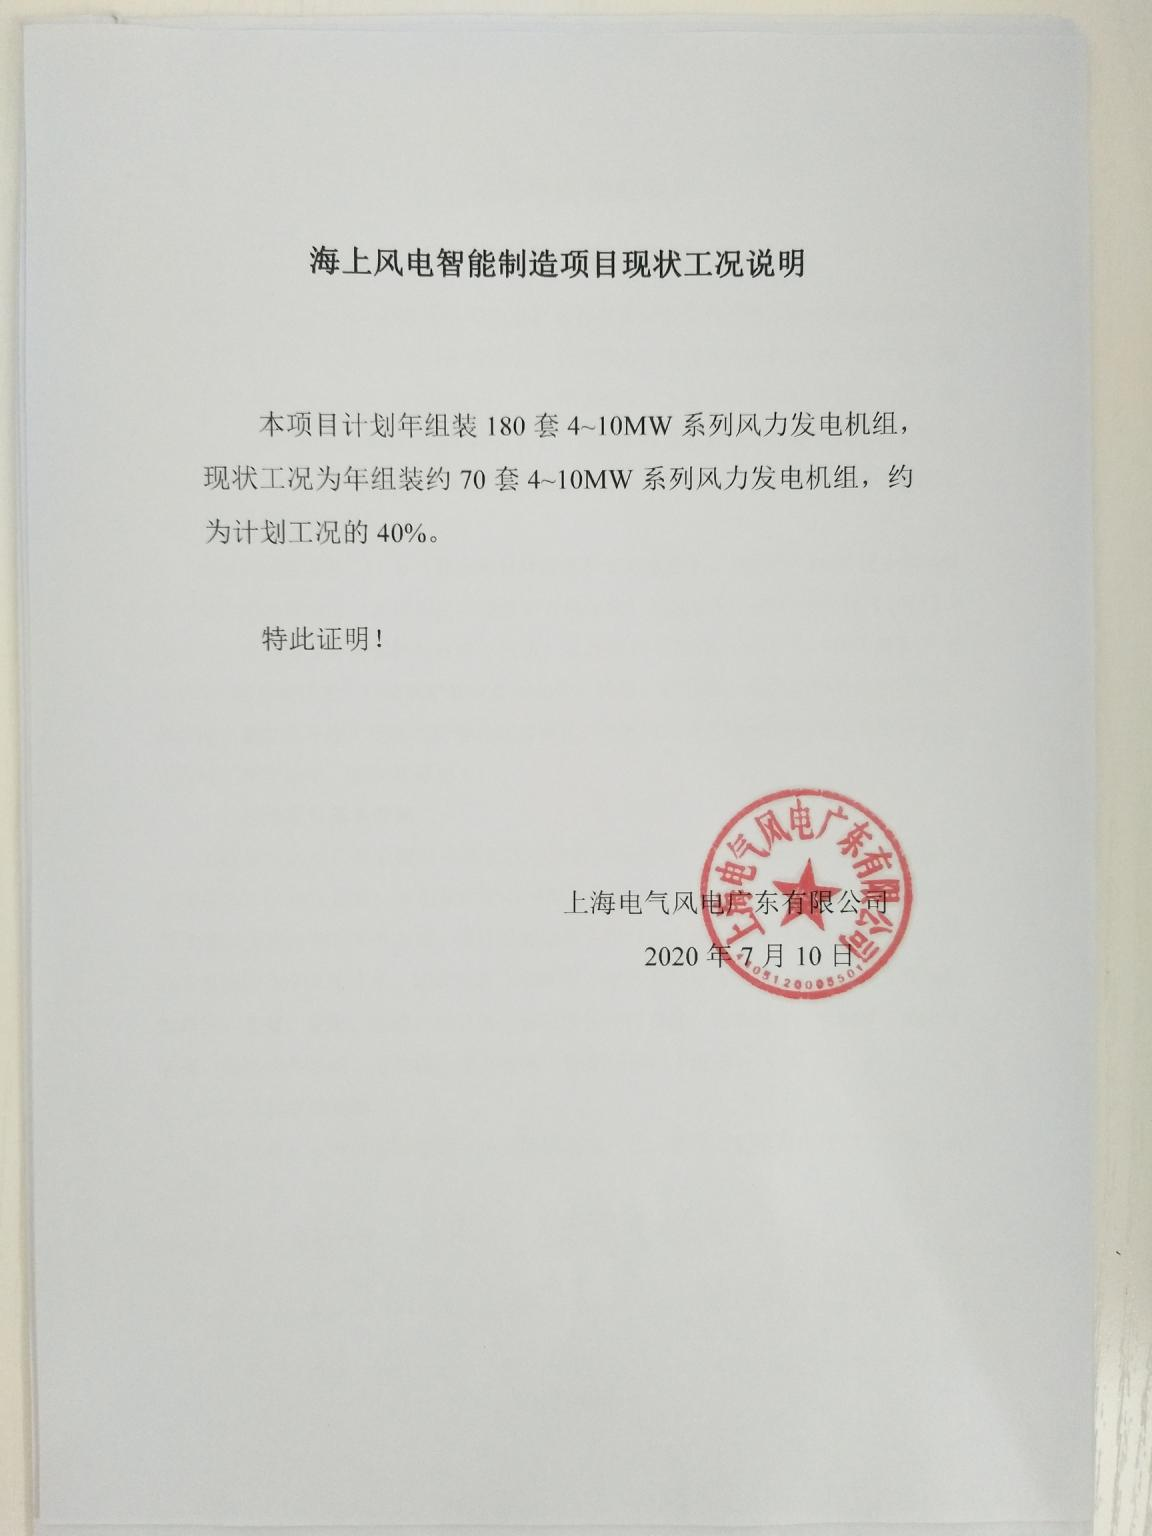 海上风电智能制造项目现状工况说明
本项目计划年组装 180 套 4~10MW 系列风力发电机组，
现状工况为年组装约 70 套 4~10MW 系列风力发电机组，约
为计划工况的 40%。
特此证明！
上海电气风电广东有限公司
上海电气风电广东有限公司
2020 年 7 月 10 日